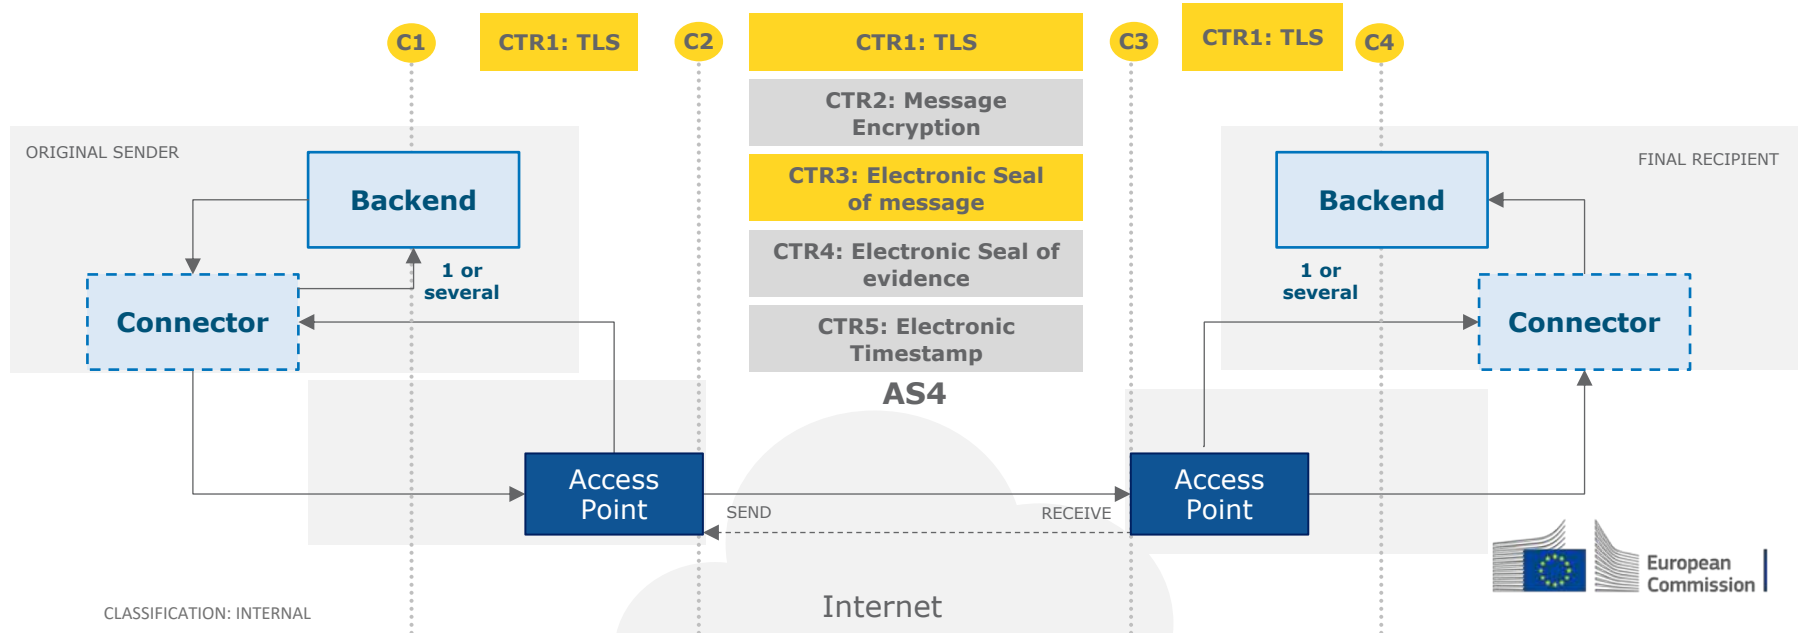 C1
CTR1: TLS
C2
CTR1: TLS
C3
CTR1: TLS
C4
CTR2: Message
Encryption
ORIGINAL SENDER
FINAL RECIPIENT
CTR3: Electronic Seal
of message
Backend
Backend
CTR4: Electronic Seal of
evidence
1 or
several
1 or
several
Connector
Connector
CTR5: Electronic
Timestamp
AS4
Access
Point
Access
Point
SEND
RECEIVE
European
Commission
Internet
CLASSIFICATION: INTERNAL